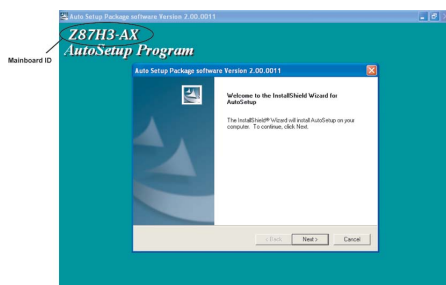 Auto Setup Package software Version 2.00.0011
Z87H3-AX
AutoSetup Program
Mainboard ID
Auto Setup Package software Version 2.00.0011
Welcome to the InstallShield Wizard for
AutoSetup
The InstallShield® Wizard will install AutoSetup on your
computer. To continue, click Next.
< Back
Next >
Cancel